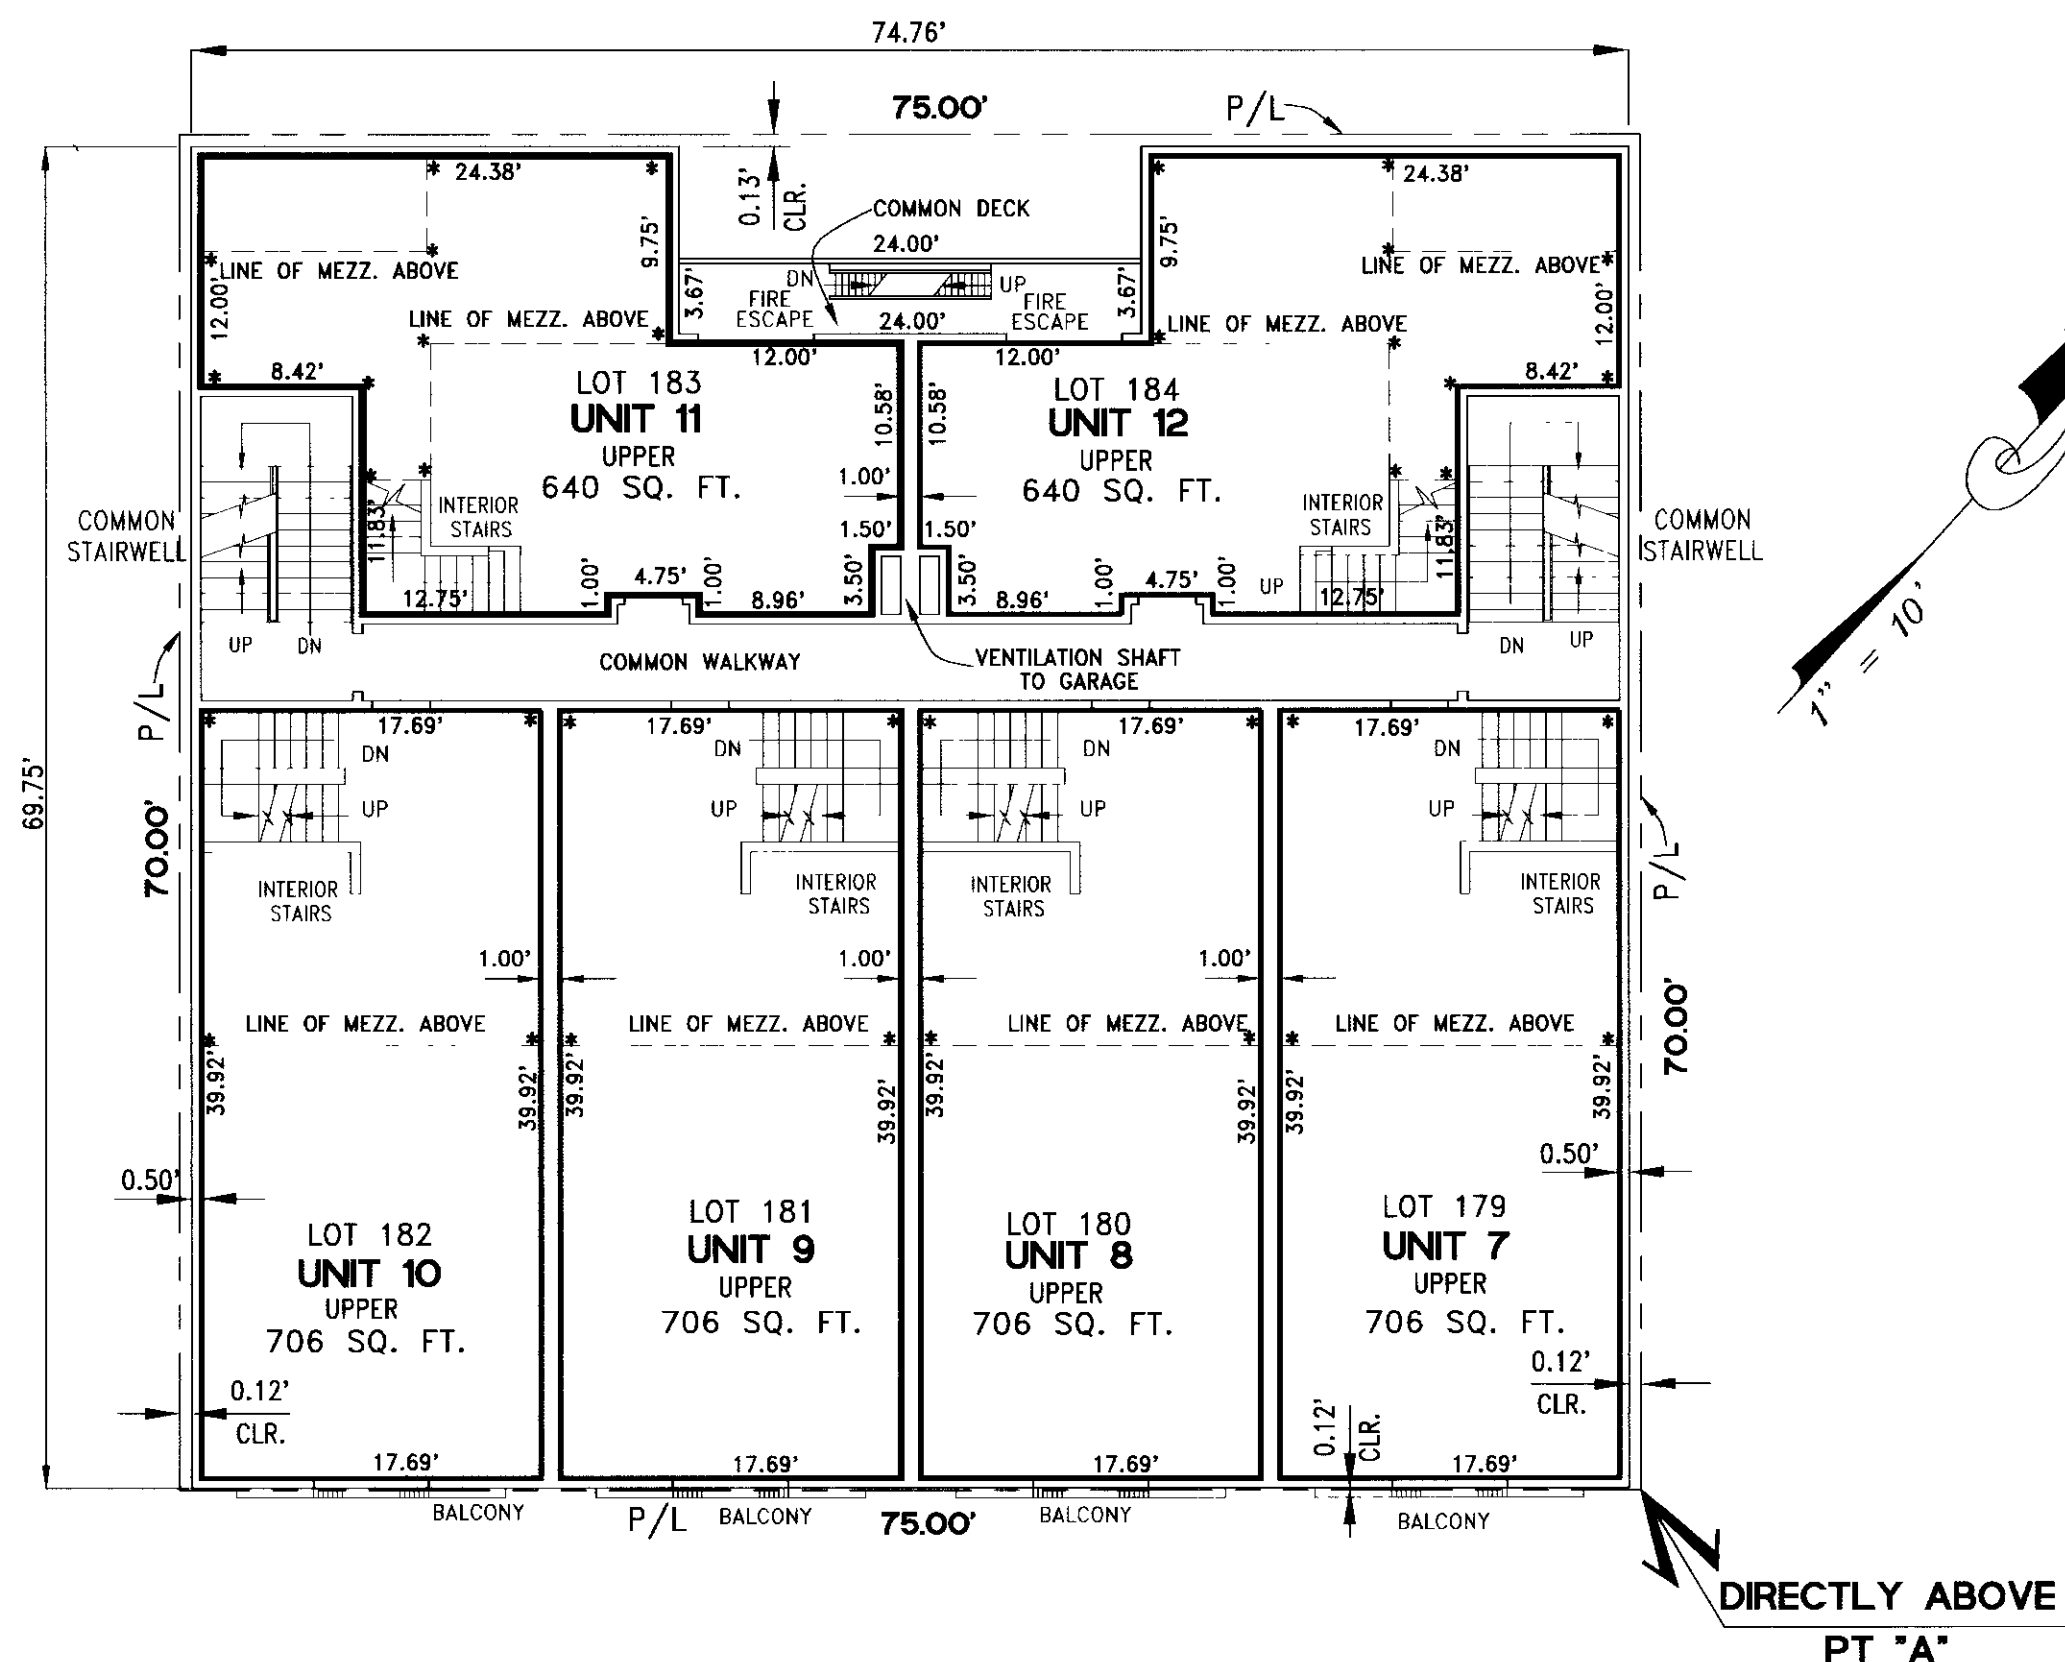 74.76'
75.00'
P/L
24.38'
0.13'
CLR.
24.38'
COMMON DECK
24.00'
9.75'
9.75'
LINE OF MEZZ. ABOVE
LINE OF MEZZ. ABOVE
12.00'
12.00'
DN
UP
3.67'
3.67'
FIRE
ESCAPE
FIRE
ESCAPE
24.00'
LINE OF MEZZ. ABOVE
LINE OF MEZZ. ABOVE
12.00'
12.00'
8.42'
8.42'
LOT 183
UNIT 11
UPPER
640 SQ. FT.
10.58'
10.58'
LOT 184
UNIT 12
UPPER
640 SQ. FT.
1.00'
1.50'
1.50'
INTERIOR
STAIRS
INTERIOR
STAIRS
COMMON
STAIRWELL
COMMON
STAIRWELL
11.83'
11.83'
12.75'
1.00'
4.75'
1.00'
8.96'
3.50'
3.50'
8.96'
1.00'
4.75'
1.00'
UP
12.75'
UP
DN
DN
UP
COMMON WALKWAY
VENTILATION SHAFT
TO GARAGE
1" = 10'
P/L
69.75'
70.00'
17.69'
17.69'
17.69'
17.69'
DN
DN
DN
DN
UP
UP
UP
UP
INTERIOR
STAIRS
INTERIOR
STAIRS
INTERIOR
STAIRS
INTERIOR
STAIRS
P/L
70.00'
1.00'
1.00'
1.00'
LINE OF MEZZ. ABOVE
LINE OF MEZZ. ABOVE
LINE OF MEZZ. ABOVE
LINE OF MEZZ. ABOVE
39.92'
39.92'
39.92'
39.92'
39.92'
39.92'
39.92'
39.92'
0.50'
0.50'
LOT 182
UNIT 10
UPPER
706 SQ. FT.
LOT 181
UNIT 9
UPPER
706 SQ. FT.
LOT 180
UNIT 8
UPPER
706 SQ. FT.
LOT 179
UNIT 7
UPPER
706 SQ. FT.
0.12'
CLR.
0.12'
CLR.
0.12'
CLR.
17.69'
17.69'
17.69'
17.69'
BALCONY
P/L
BALCONY
75.00'
BALCONY
BALCONY
DIRECTLY ABOVE
PT "A"